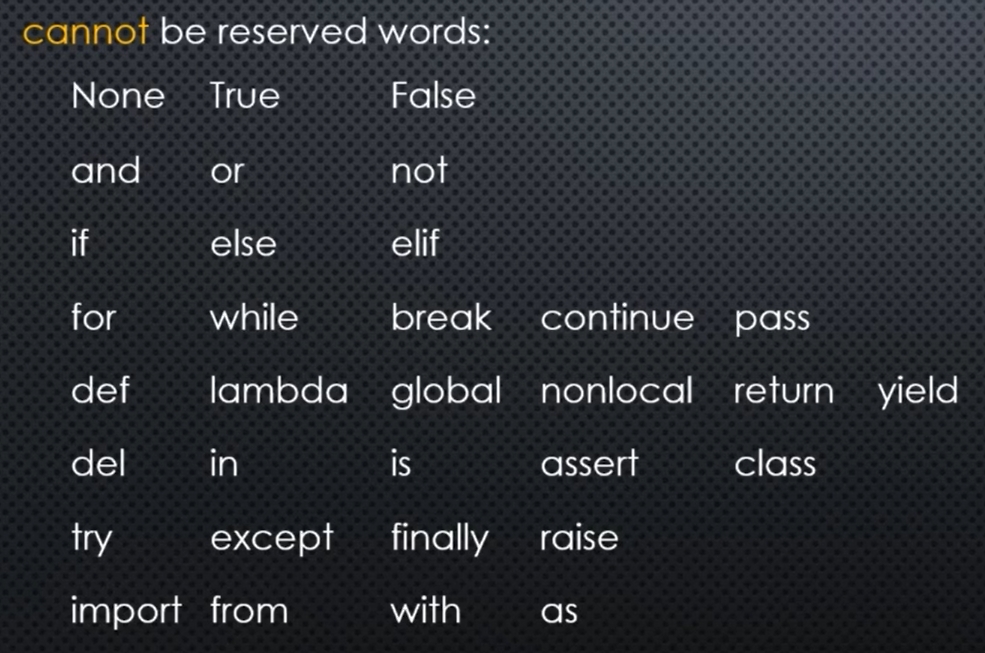 cannot be reserved words:
None True False
and or not
if else elif
for while break continue pass
def lambda global nonlocal return yield
del in is assert class
try except finally raise
import from with as